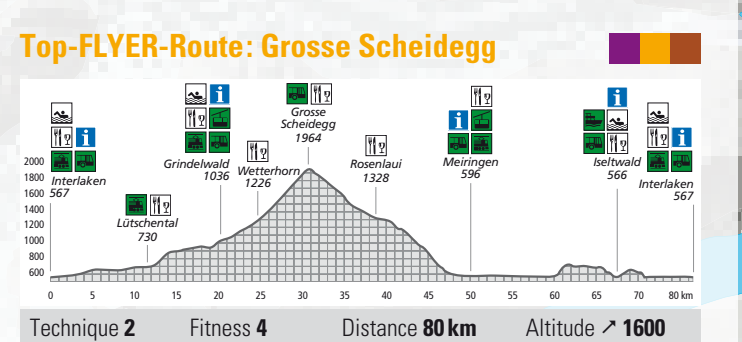 Top-FLYER-Route: Grosse Scheidegg
i
i
i
i
i
Grosse
Scheidegg
1964
Interlaken
567
Lütschental
730
Grindelwald
1036
Wetterhorn
1226
Rosenlaui
1328
Meiringen
596
Iseltwald
566
Interlaken
567
2000
1800
1600
1400
1200
1000
800
600
0 5 10 15 20 25 30 35 40 45 50 55 60 65 70 80 km
Technique 2 Fitness 4 Distance 80 km Altitude ↗ 1600